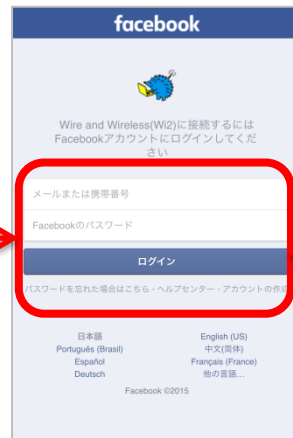 facebook
Wire and Wireless(Wi2)に接続するには
Facebookアカウントにログインしてくだ
さい
メールまたは携帯番号
Facebookのパスワード
ログイン
パスワードを忘れた場合はこちら・ヘルプセンター・アカウントの作成
日本語 English (US)
Português (Brasil) 中文(简体)
Español Français (France)
Deutsch 他の言語...
Facebook ©2015